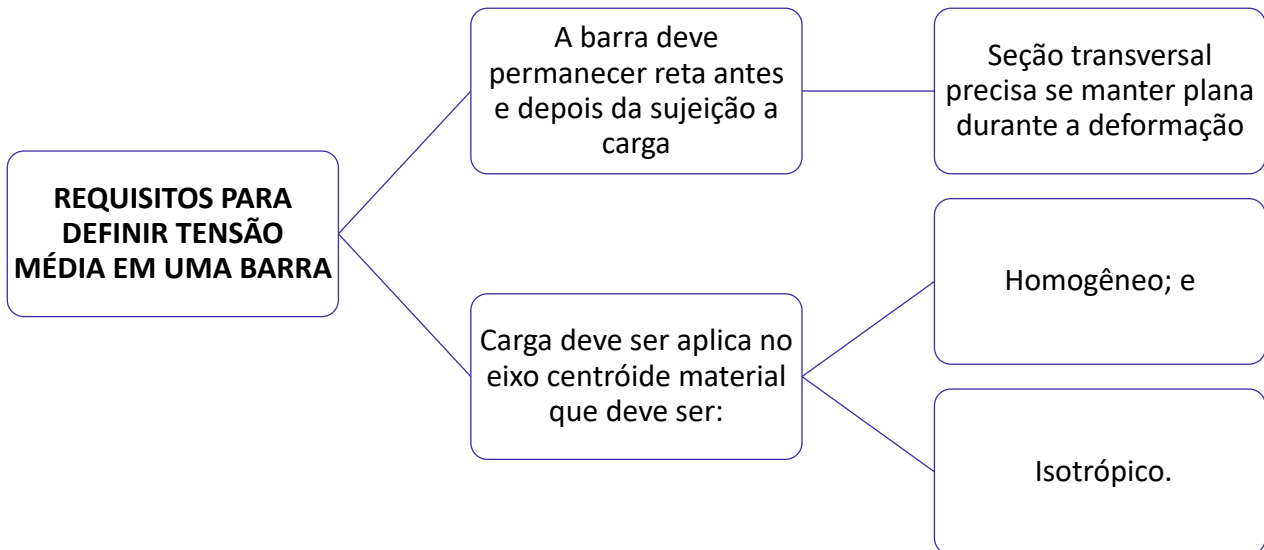 REQUISITOS PARA
DEFINIR TENSÃO
MÉDIA EM UMA BARRA
A barra deve
permanecer reta antes
e depois da sujeição a
carga
Seção transversal
precisa se manter plana
durante a deformação
Carga deve ser aplica no
eixo centróide material
que deve ser:
Homogêneo; e
Isotrópico.